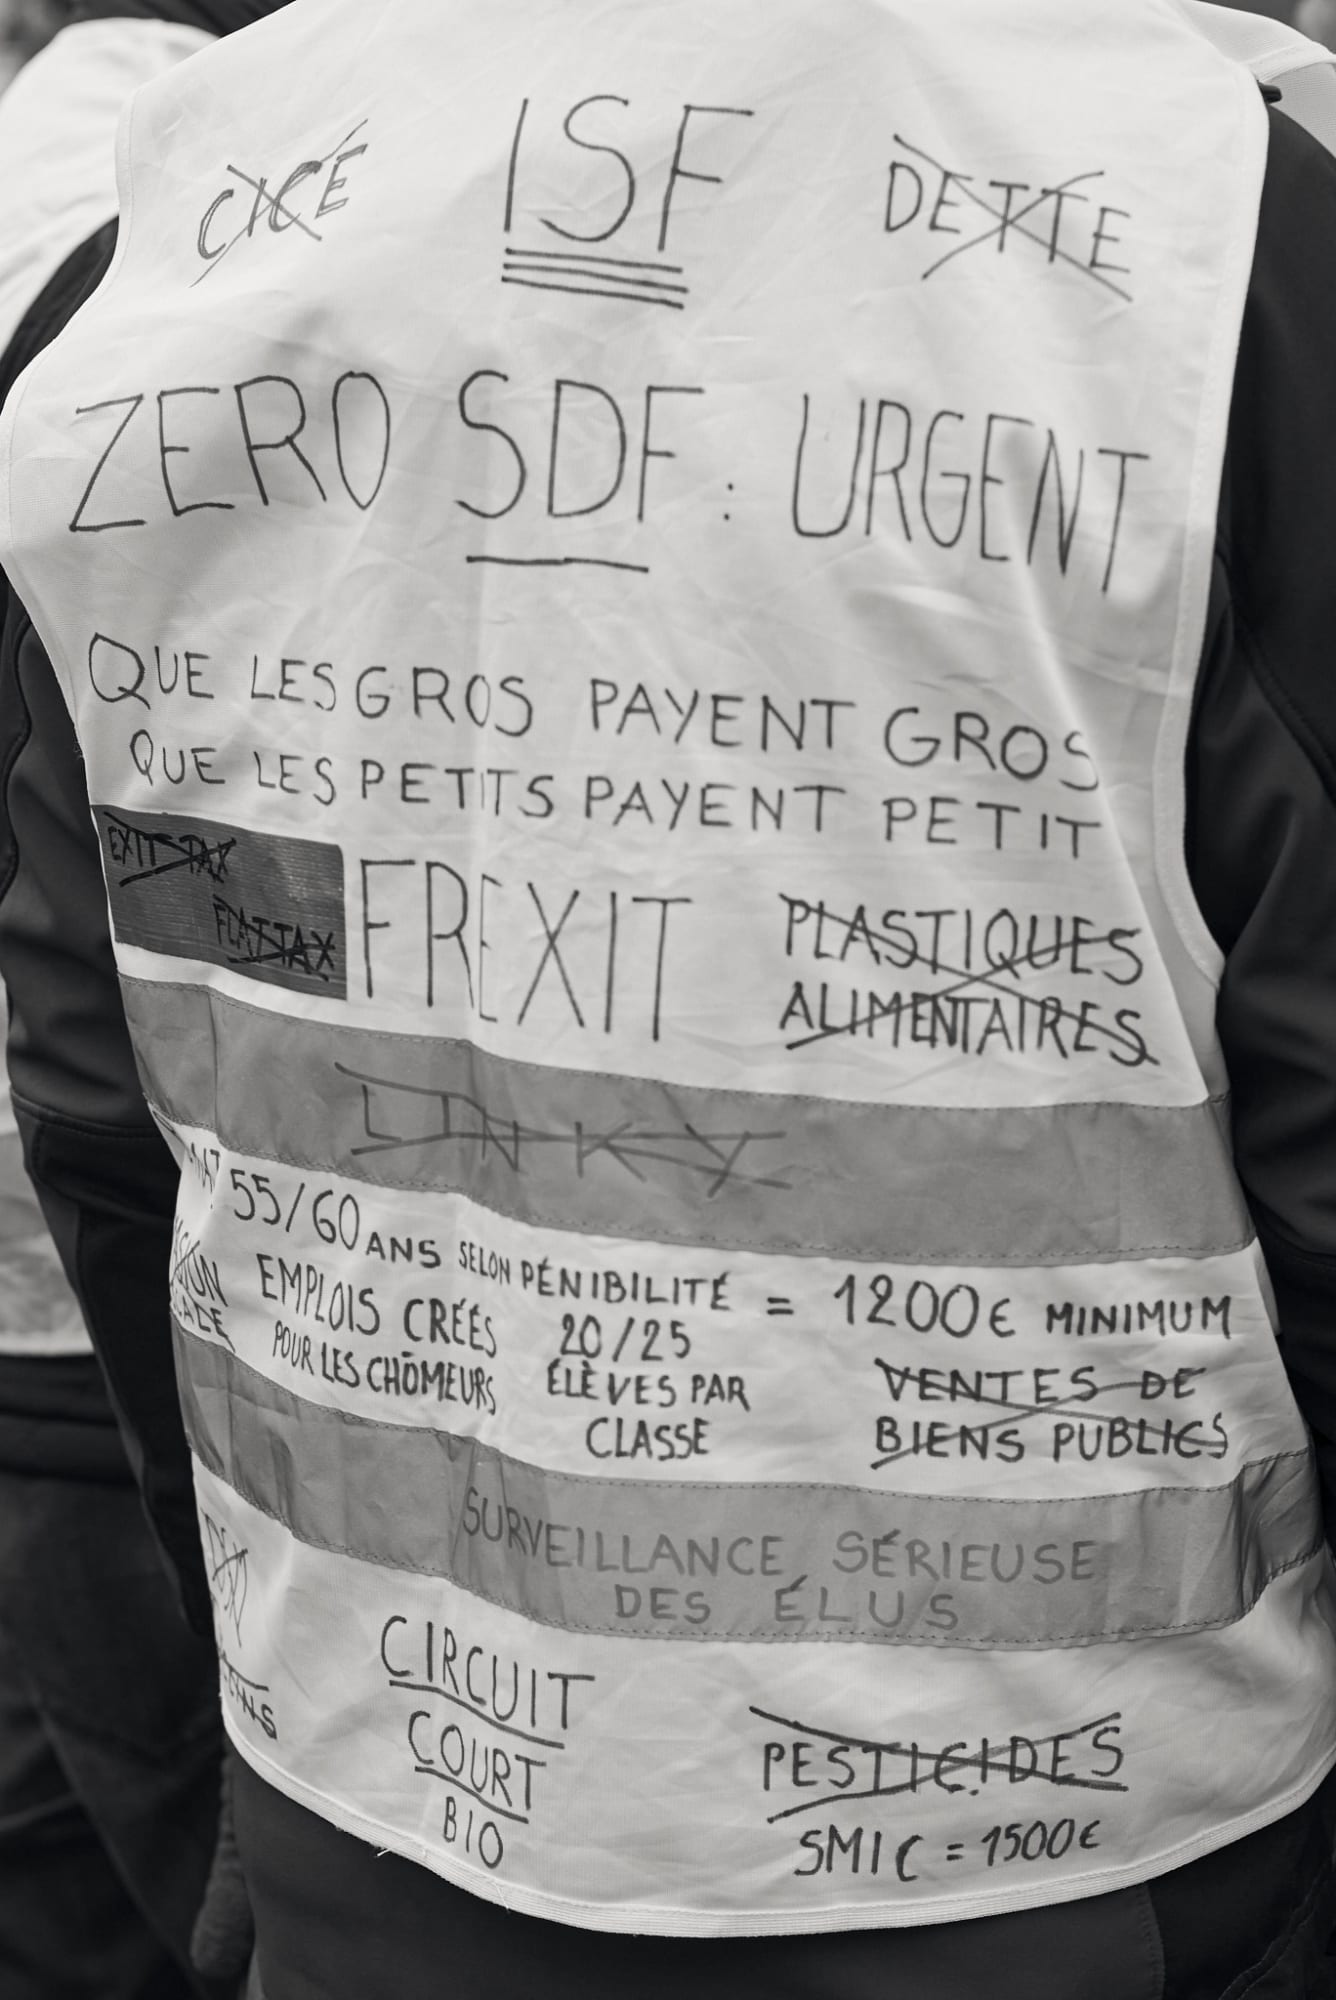 CICE ISF DETTE
ZERO SDF : URGENT
QUE LES GROS PAYENT GROS
QUE LES PETITS PAYENT PETIT
EXIT TAX
FLAT TAX
FREXIT
PLASTIQUES
ALIMENTAIRES
LINKY
55/60 ANS SELON PÉNIBILITÉ = 1200€ MINIMUM
EMPLOIS CRÉÉS
POUR LES CHÔMEURS
20/25
ÉLÈVES PAR
CLASSE
VENTES DE
BIENS PUBLICS
SURVEILLANCE SÉRIEUSE
DES ÉLUS
CIRCUIT
COURT
BIO
PESTICIDES
SMIC = 1500€